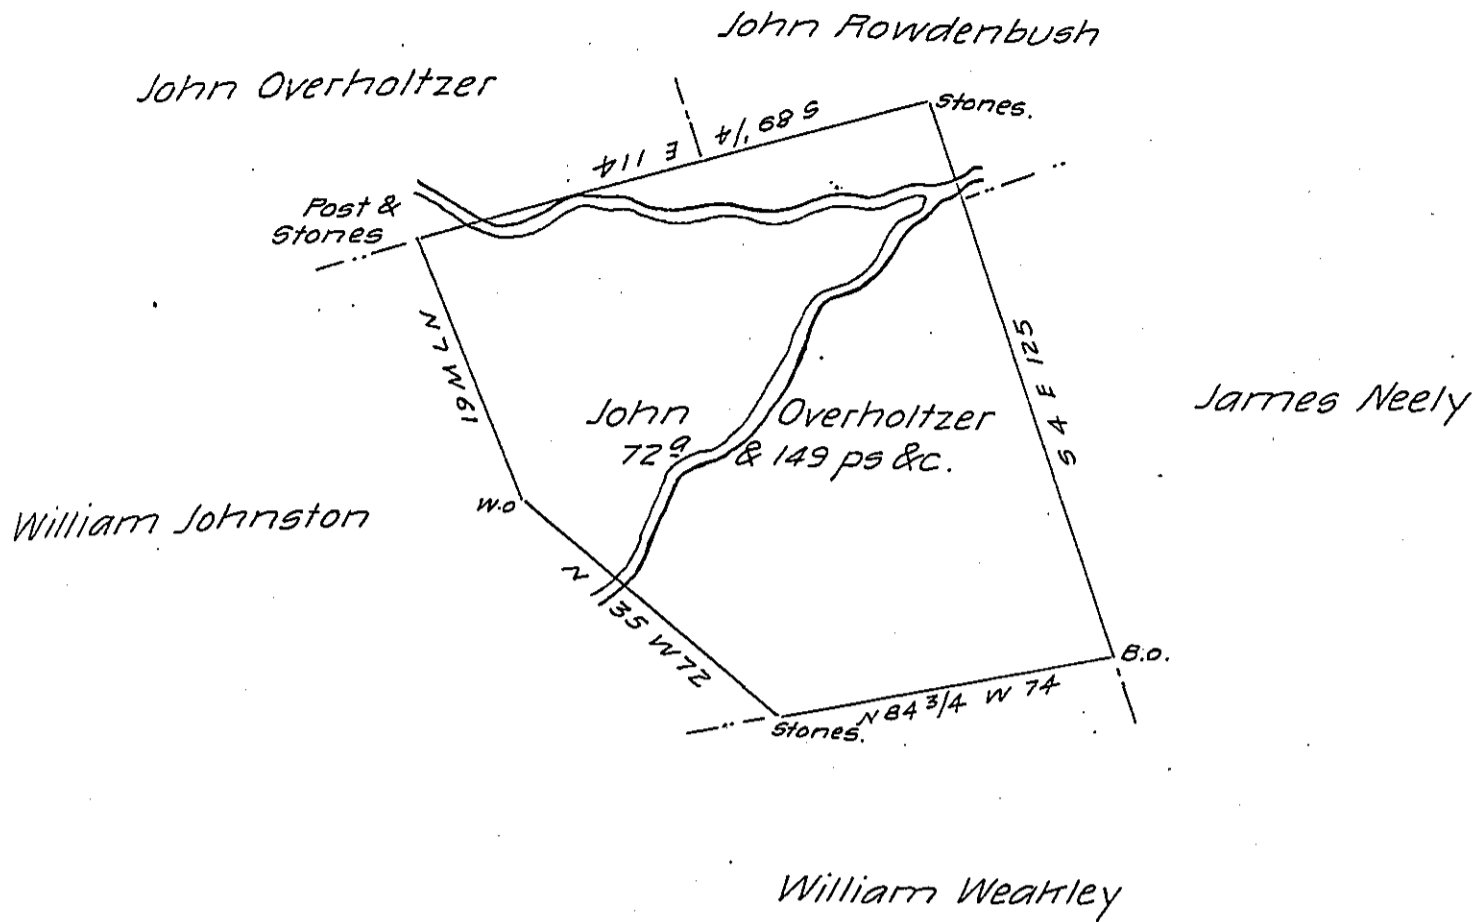 John Rowdenbush
John Overholtzer
Stones.
S 89 1/4 E 114
Post &
Stones
N 7 W 61
S 4 E 125
James Neely
John Overholtzer
72 a & 149 ps &c.
W.O
William Johnston
N 35 W 72
B.O.
N 84 3/4 W 74
Stones.
William Weakley